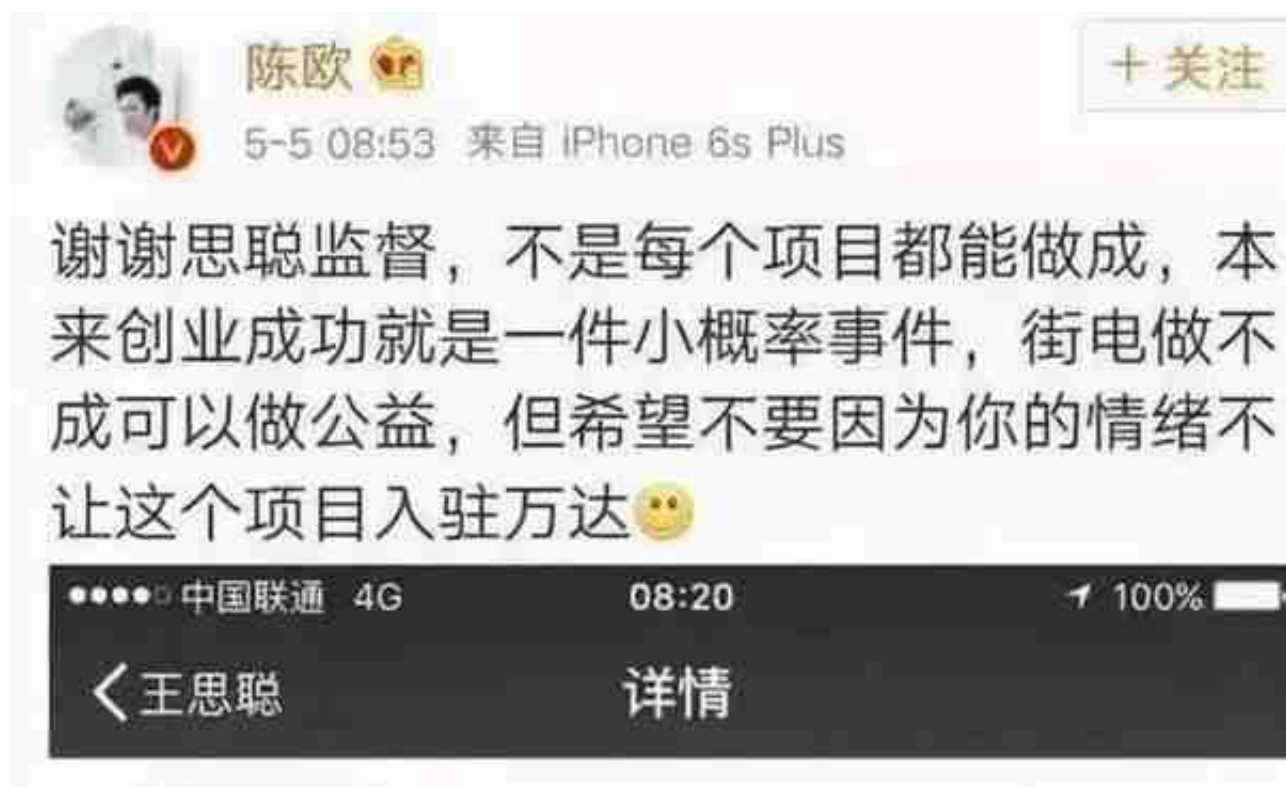 陈欧
+ 关注
5-5 08:53 来自 iPhone 6s Plus
谢谢思聪监督，不是每个项目都能做成，本
来创业成功就是一件小概率事件，街电做不
成可以做公益，但希望不要因为你的情绪不
让这个项目入驻万达
中国联通 4G 08:20 100%
王思聪 详情